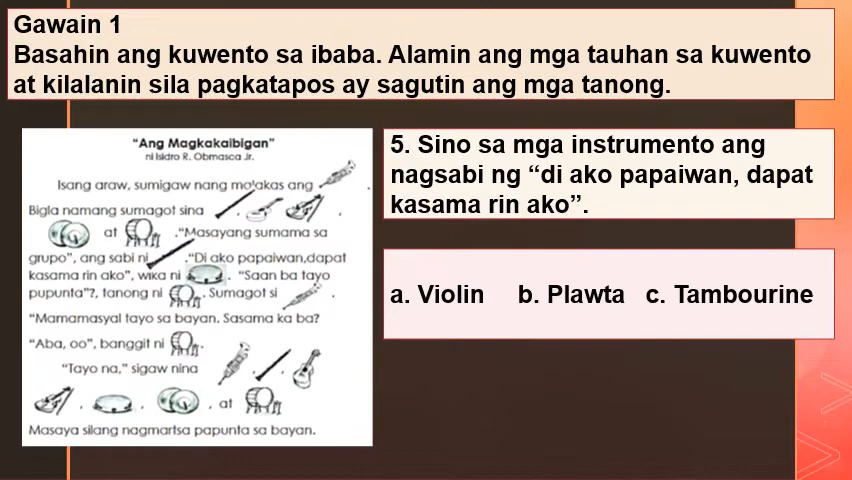 Gawain 1
Basahin ang kuwento sa ibaba. Alamin ang mga tauhan sa kuwento
at kilalanin sila pagkatapos ay sagutin ang mga tanong.
"Ang Magkakaibigan"
ni Isidro R. Obmasca Jr.
Isang araw, sumigaw nang malakas ang .
Bigla namang sumagot sina , , ,
at . "Masayang sumama sa
grupo", ang sabi ni . "Di ako papaiwan,dapat
kasama rin ako", wika ni . "Saan ba tayo
pupunta"?, tanong ni . Sumagot si .
"Mamamasyal tayo sa bayan. Sasama ka ba?
"Aba, oo", banggit ni .
"Tayo na," sigaw nina , ,
, , , at
Masaya silang nagmartsa papunta sa bayan.
5. Sino sa mga instrumento ang
nagsabi ng “di ako papaiwan, dapat
kasama rin ako”.
a. Violin b. Plawta c. Tambourine